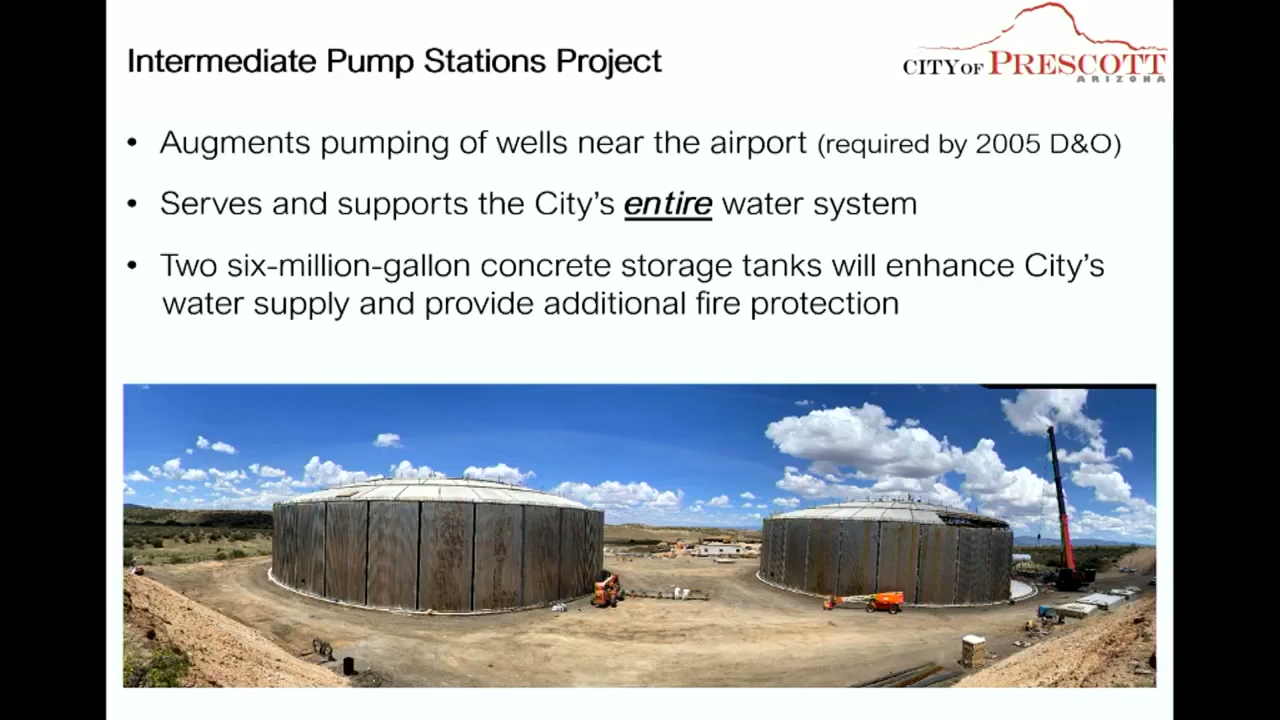 Intermediate Pump Stations Project
CITY OF PRESCOTT
ARIZONA
• Augments pumping of wells near the airport (required by 2005 D&O)
• Serves and supports the City's entire water system
• Two six-million-gallon concrete storage tanks will enhance City's
water supply and provide additional fire protection